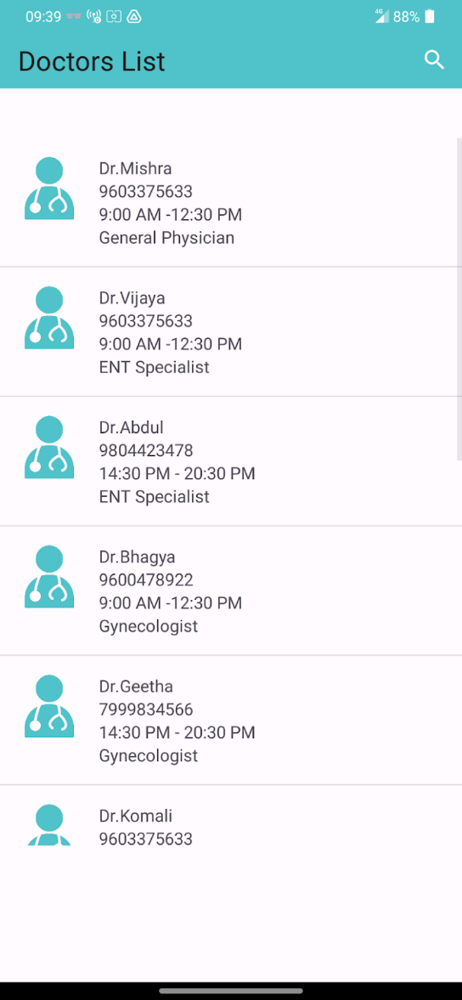 09:39
4G 88%
Doctors List
Dr.Mishra
9603375633
9:00 AM -12:30 PM
General Physician
Dr.Vijaya
9603375633
9:00 AM -12:30 PM
ENT Specialist
Dr.Abdul
9804423478
14:30 PM - 20:30 PM
ENT Specialist
Dr.Bhagya
9600478922
9:00 AM -12:30 PM
Gynecologist
Dr.Geetha
7999834566
14:30 PM - 20:30 PM
Gynecologist
Dr.Komali
9603375633